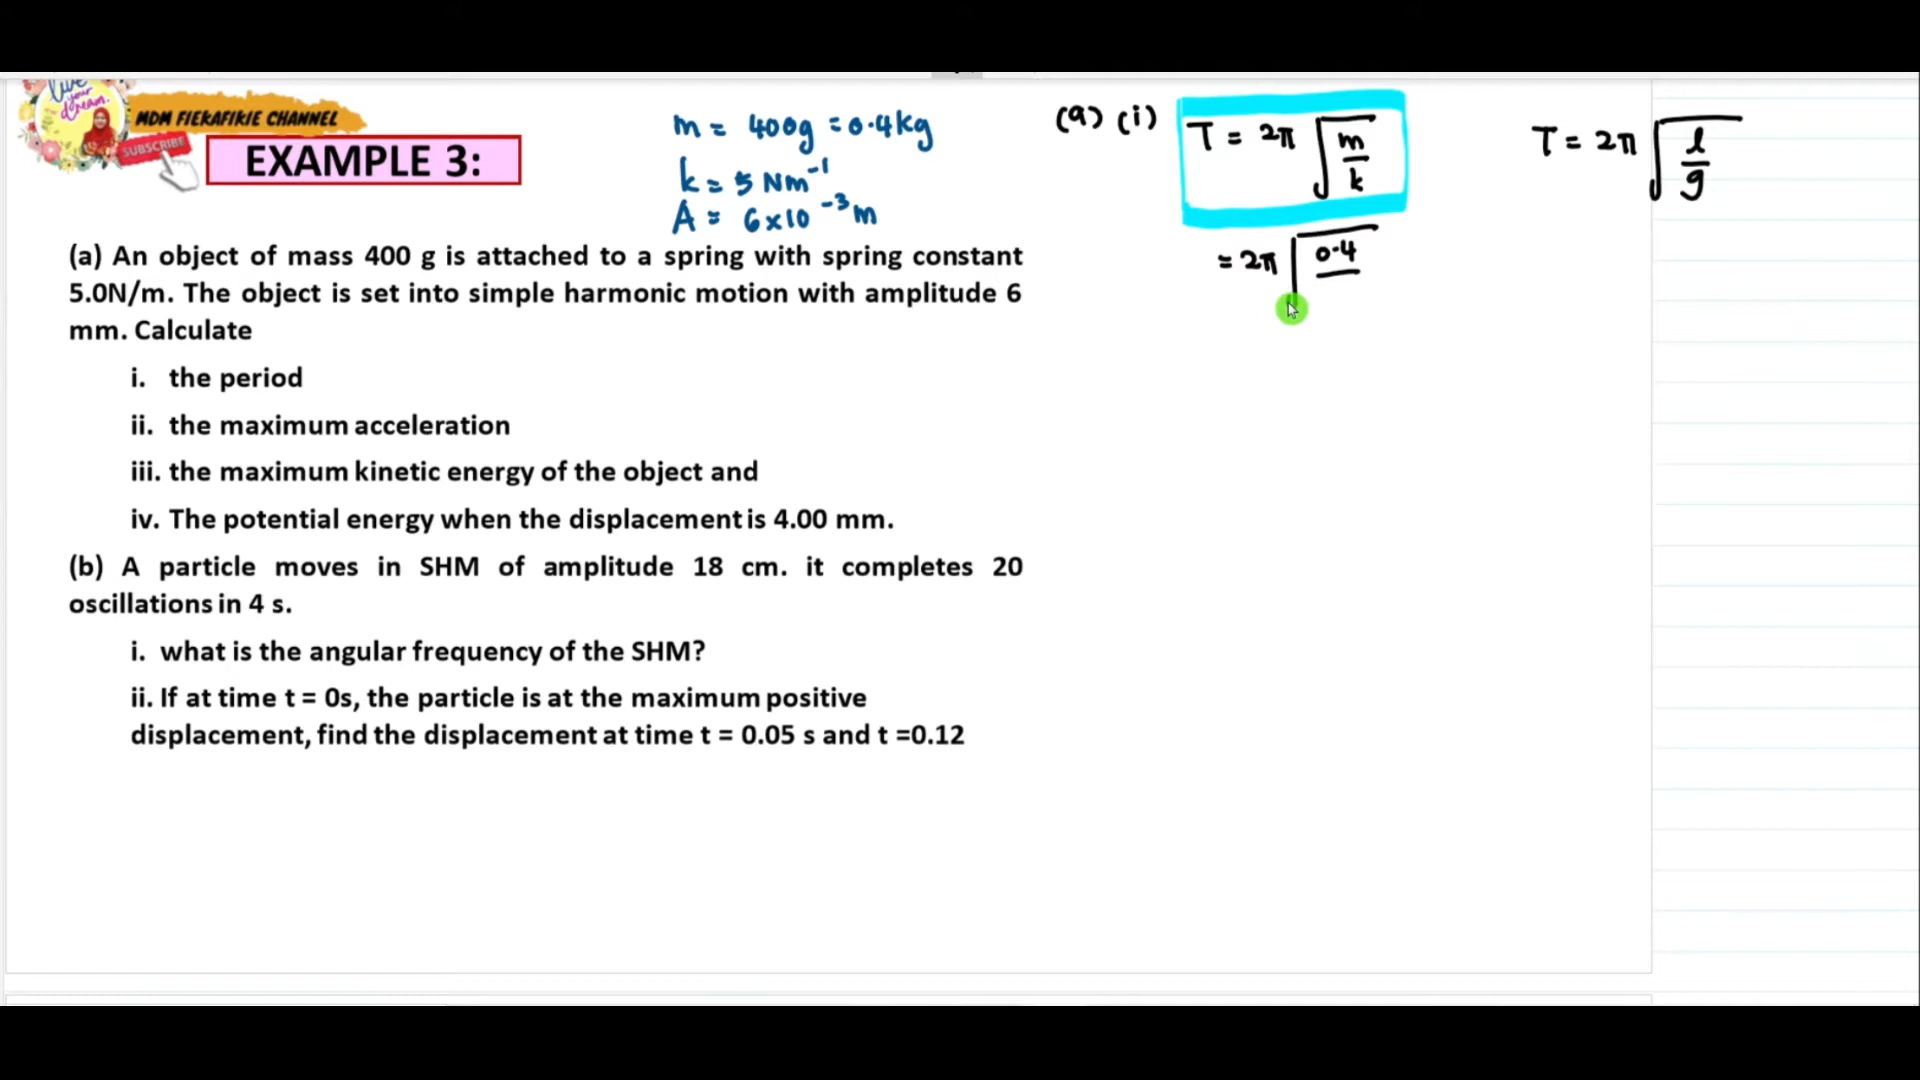 live
your
dream.
MDM FIEKAFIKIE CHANNEL
SUBSCRIBE
EXAMPLE 3:
m = 400g = 0.4kg
k = 5 Nm⁻¹
A = 6x10⁻³m
(a) (i) T = 2π √(m/k)
T = 2π √(l/g)
= 2π √0.4
(a) An object of mass 400 g is attached to a spring with spring constant
5.0N/m. The object is set into simple harmonic motion with amplitude 6
mm. Calculate
i. the period
ii. the maximum acceleration
iii. the maximum kinetic energy of the object and
iv. The potential energy when the displacement is 4.00 mm.
(b) A particle moves in SHM of amplitude 18 cm. it completes 20
oscillations in 4 s.
i. what is the angular frequency of the SHM?
ii. If at time t = 0s, the particle is at the maximum positive
displacement, find the displacement at time t = 0.05 s and t =0.12